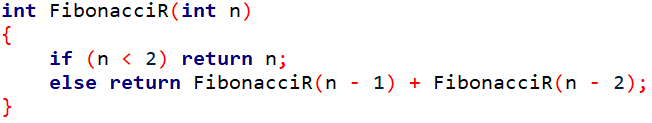 int FibonacciR(int n)
{
    if (n < 2) return n;
    else return FibonacciR(n - 1) + FibonacciR(n - 2);
}